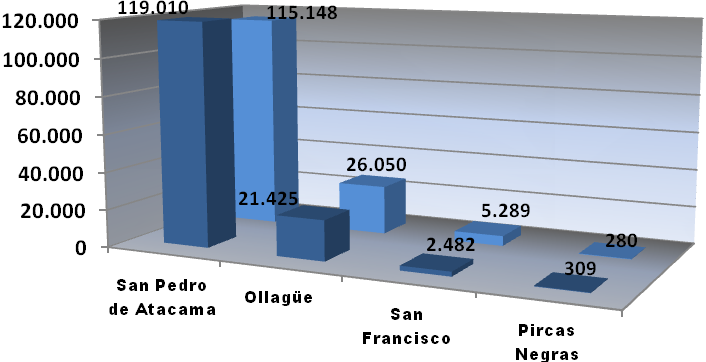 119.010
115.148
120.000
100.000
80.000
60.000
40.000
20.000
0
26.050
21.425
5.289
2.482
280
309
San Pedro
de Atacama
Ollagüe
San
Francisco
Pircas
Negras